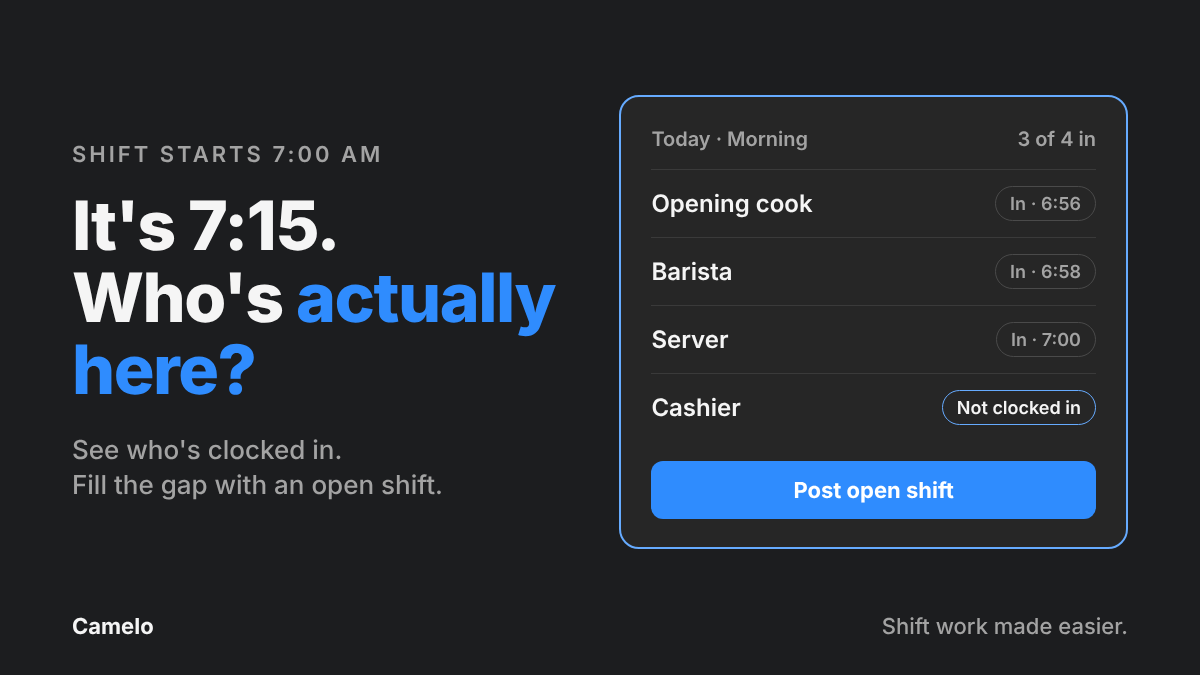 SHIFT STARTS 7:00 AM
It's 7:15.
Who's actually
here?
See who's clocked in.
Fill the gap with an open shift.
Today · Morning
3 of 4 in
Opening cook
In · 6:56
Barista
In · 6:58
Server
In · 7:00
Cashier
Not clocked in
Post open shift
Camelo
Shift work made easier.